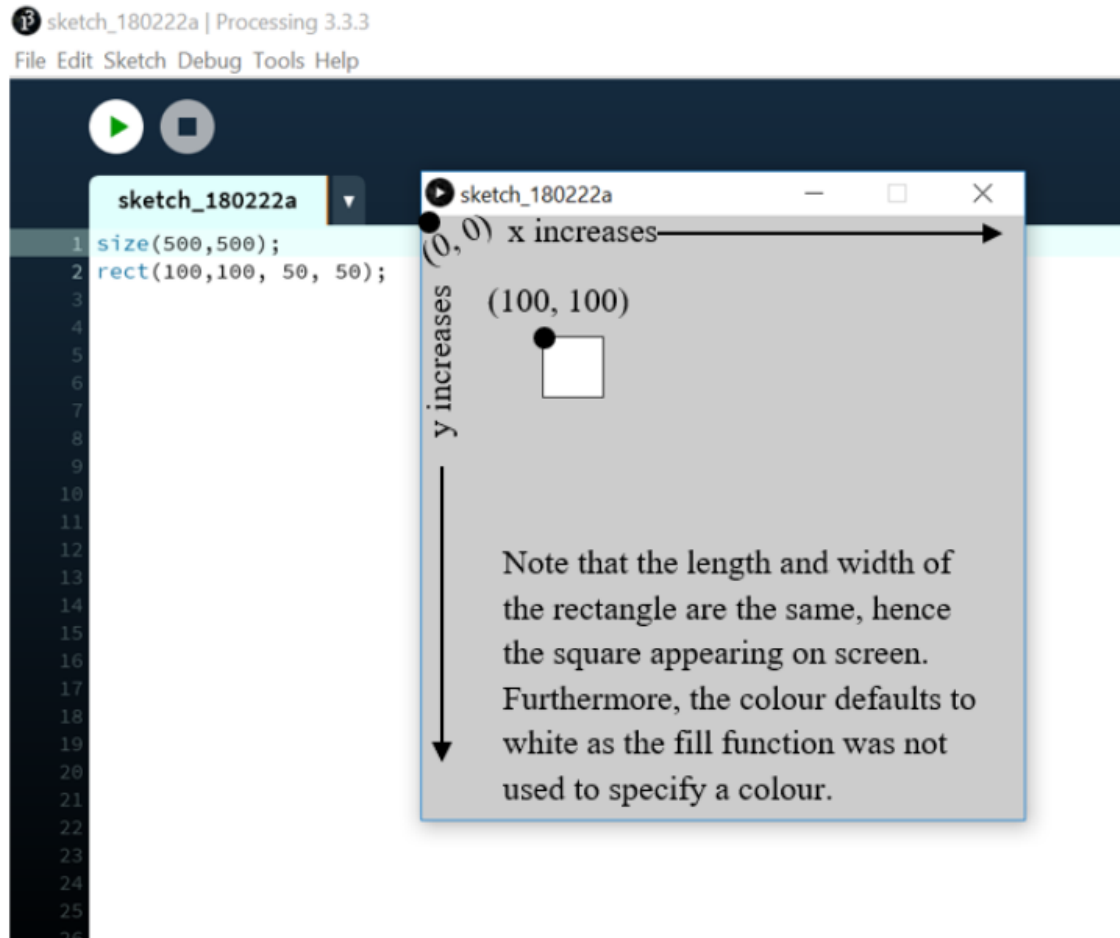 sketch_180222a | Processing 3.3.3
File Edit Sketch Debug Tools Help
sketch_180222a
1 size(500,500);
2 rect(100,100, 50, 50);
3
4
5
6
7
8
9
10
11
12
13
14
15
16
17
18
19
20
21
22
23
24
25
26
sketch_180222a
(0,0) x increases
y increases
(100, 100)
Note that the length and width of
the rectangle are the same, hence
the square appearing on screen.
Furthermore, the colour defaults to
white as the fill function was not
used to specify a colour.